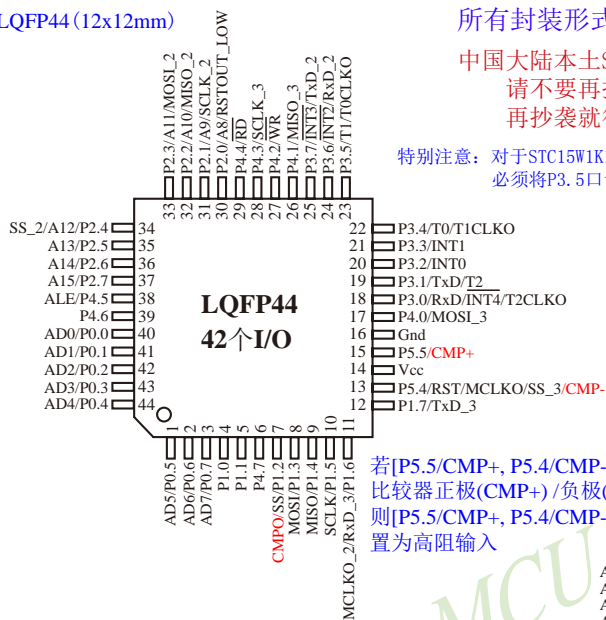 LQFP44(12x12mm)
所有封装形式
中国大陆本土S
请不要再
再抄袭就
特别注意：对于STC15W1K
必须将P3.5口
P2.3/A11/MOSI_2
P2.2/A10/MISO_2
P2.1/A9/SCLK_2
P2.0/A8/RSTOUT_LOW
P4.4/RD
P4.3/SCLK_3
P4.2/WR
P4.1/MISO_3
P3.7/INT3/TxD_2
P3.6/INT2/RxD_2
P3.5/T1/T0CLKO
33 32 31 30 29 28 27 26 25 24 23
SS_2/A12/P2.4 34
A13/P2.5 35
A14/P2.6 36
A15/P2.7 37
ALE/P4.5 38
P4.6 39
AD0/P0.0 40
AD1/P0.1 41
AD2/P0.2 42
AD3/P0.3 43
AD4/P0.4 44
LQFP44
42个I/O
22 P3.4/T0/T1CLKO
21 P3.3/INT1
20 P3.2/INT0
19 P3.1/TxD/T2
18 P3.0/RxD/INT4/T2CLKO
17 P4.0/MOSI_3
16 Gnd
15 P5.5/CMP+
14 Vcc
13 P5.4/RST/MCLKO/SS_3/CMP-
12 P1.7/TxD_3
1 2 3 4 5 6 7 8 9 10 11
AD5/P0.5
AD6/P0.6
AD7/P0.7
P1.0
P1.1
P4.7
CMPO/SS/P1.2
MOSI/P1.3
MISO/P1.4
SCLK/P1.5
MCLKO_2/RxD_3/P1.6
若[P5.5/CMP+, P5.4/CMP-
比较器正极(CMP+) /负极(
则[P5.5/CMP+, P5.4/CMP-
置为高阻输入
MCU